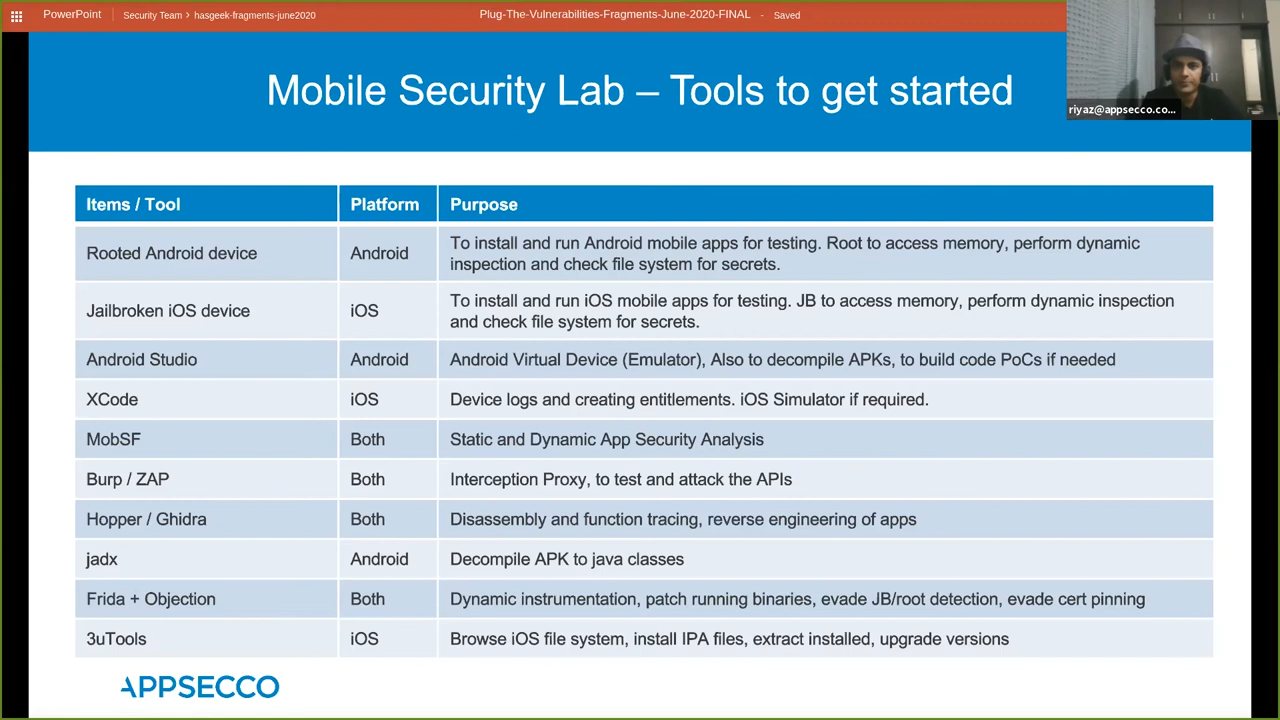 PowerPoint Security Team > hasgeek-fragments-june2020 Plug-The-Vulnerabilities-Fragments-June-2020-FINAL - Saved
riyaz@appsecco.co...
Mobile Security Lab – Tools to get started
Items / Tool Platform Purpose
Rooted Android device Android To install and run Android mobile apps for testing. Root to access memory, perform dynamic
inspection and check file system for secrets.
Jailbroken iOS device iOS To install and run iOS mobile apps for testing. JB to access memory, perform dynamic inspection
and check file system for secrets.
Android Studio Android Android Virtual Device (Emulator), Also to decompile APKs, to build code PoCs if needed
XCode iOS Device logs and creating entitlements. iOS Simulator if required.
MobSF Both Static and Dynamic App Security Analysis
Burp / ZAP Both Interception Proxy, to test and attack the APIs
Hopper / Ghidra Both Disassembly and function tracing, reverse engineering of apps
jadx Android Decompile APK to java classes
Frida + Objection Both Dynamic instrumentation, patch running binaries, evade JB/root detection, evade cert pinning
3uTools iOS Browse iOS file system, install IPA files, extract installed, upgrade versions
APPSECCO